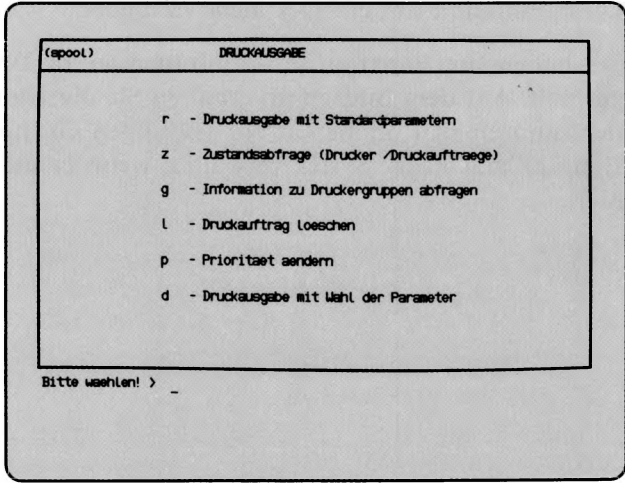 (spool) DRUCKAUSGABE
r - Druckausgabe mit Standardparametern
z - Zustandsabfrage (Drucker /Druckauftraege)
g - Information zu Druckergruppen abfragen
l - Druckauftrag loeschen
p - Prioritaet aendern
d - Druckausgabe mit Wahl der Parameter
Bitte waehlen! > _